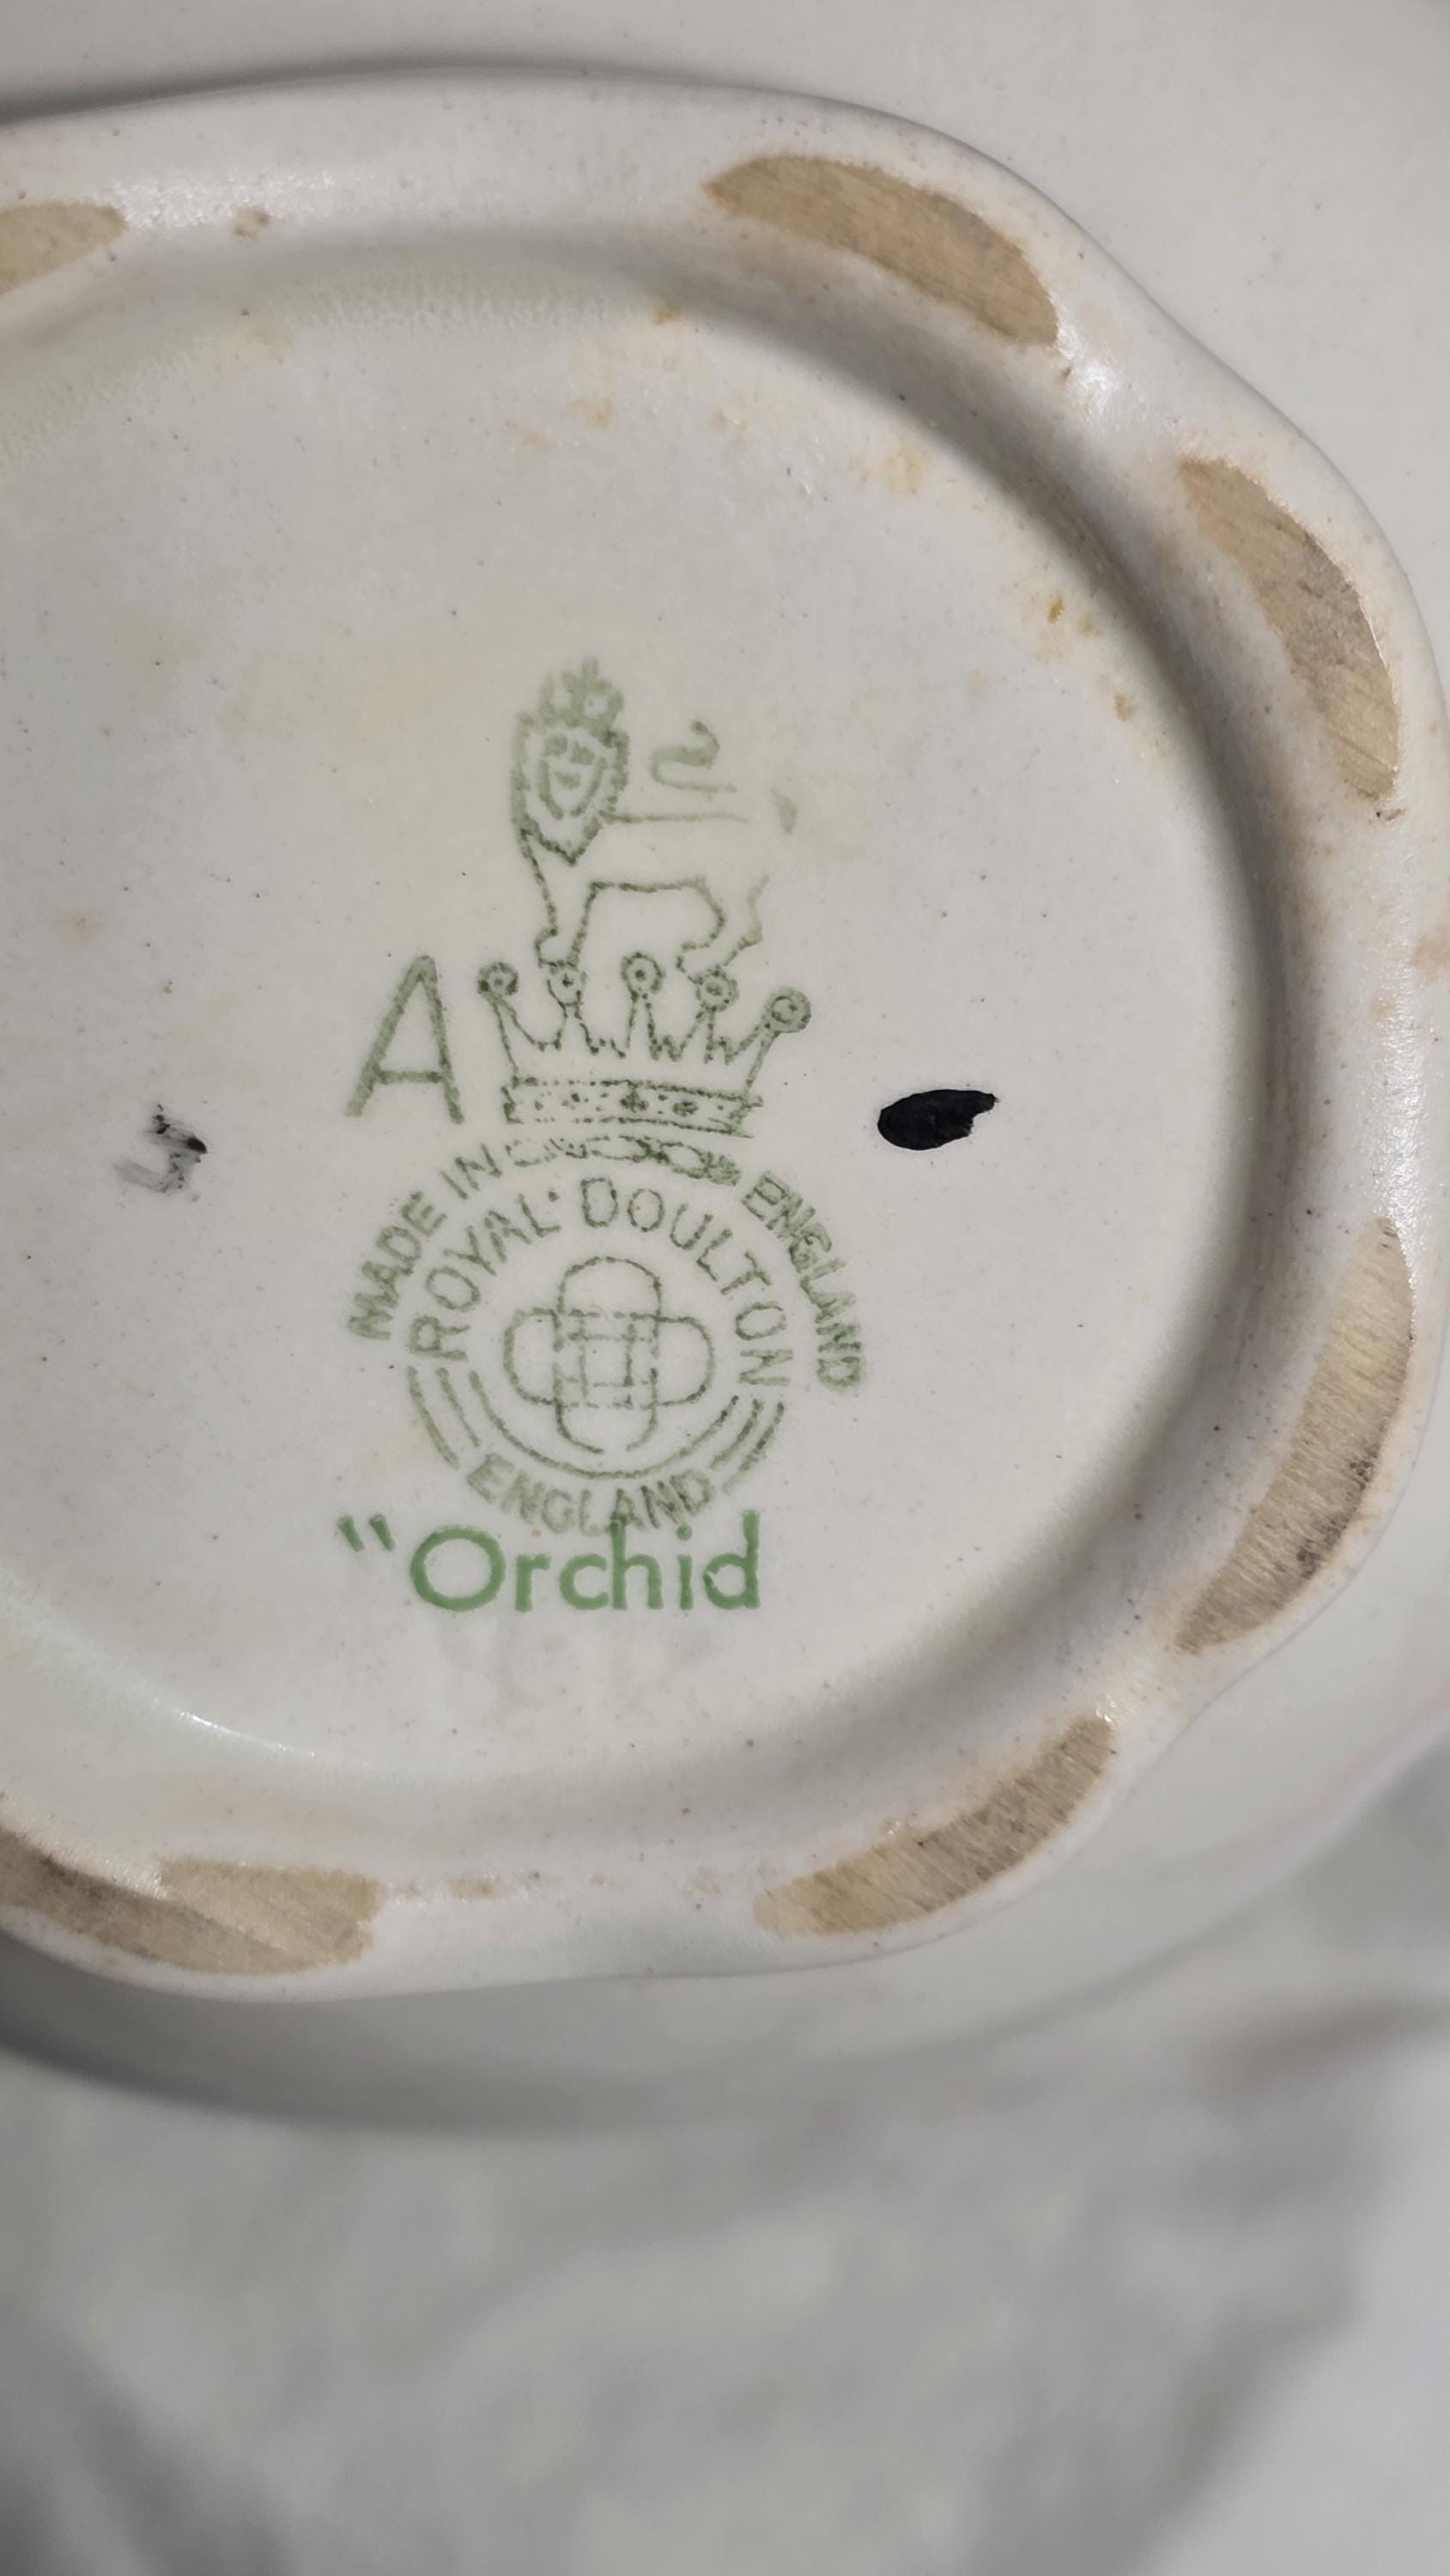 A
MADE IN ENGLAND
ROYAL · DOULTON
ENGLAND
"Orchid